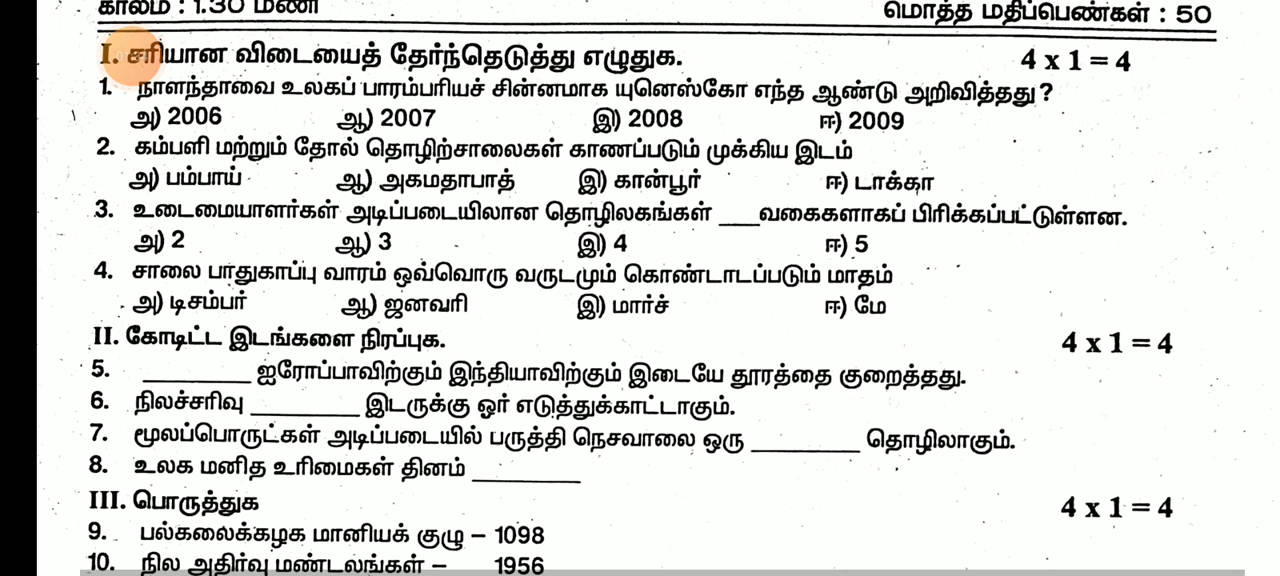 காலம் : 1.30 மணி மொத்த மதிப்பெண்கள் : 50
I. சரியான விடையைத் தேர்ந்தெடுத்து எழுதுக. 4 x 1 = 4
1. நாளந்தாவை உலகப் பாரம்பரியச் சின்னமாக யுனெஸ்கோ எந்த ஆண்டு அறிவித்தது ?
அ) 2006 ஆ) 2007 இ) 2008 ஈ) 2009
2. கம்பளி மற்றும் தோல் தொழிற்சாலைகள் காணப்படும் முக்கிய இடம்
அ) பம்பாய் ஆ) அகமதாபாத் இ) கான்பூர் ஈ) டாக்கா
3. உடைமையாளர்கள் அடிப்படையிலான தொழிலகங்கள் ___வகைகளாகப் பிரிக்கப்பட்டுள்ளன.
அ) 2 ஆ) 3 இ) 4 ஈ) 5
4. சாலை பாதுகாப்பு வாரம் ஒவ்வொரு வருடமும் கொண்டாடப்படும் மாதம்
அ) டிசம்பர் ஆ) ஜனவரி இ) மார்ச் ஈ) மே
II. கோடிட்ட இடங்களை நிரப்புக. 4 x 1 = 4
5. ________ ஐரோப்பாவிற்கும் இந்தியாவிற்கும் இடையே தூரத்தை குறைத்தது.
6. நிலச்சரிவு ________ இடருக்கு ஓர் எடுத்துக்காட்டாகும்.
7. மூலப்பொருட்கள் அடிப்படையில் பருத்தி நெசவாலை ஒரு ________ தொழிலாகும்.
8. உலக மனித உரிமைகள் தினம் ________
III. பொருத்துக 4 x 1 = 4
9. பல்கலைக்கழக மானியக் குழு – 1098
10. நில அதிர்வு மண்டலங்கள் – 1956